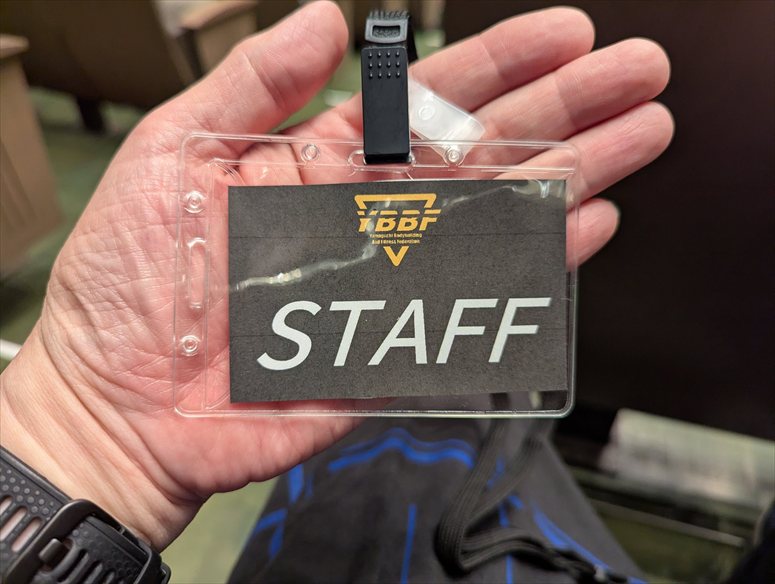 YBBF
Yamaguchi Bodybuilding
And Fitness Federation
STAFF